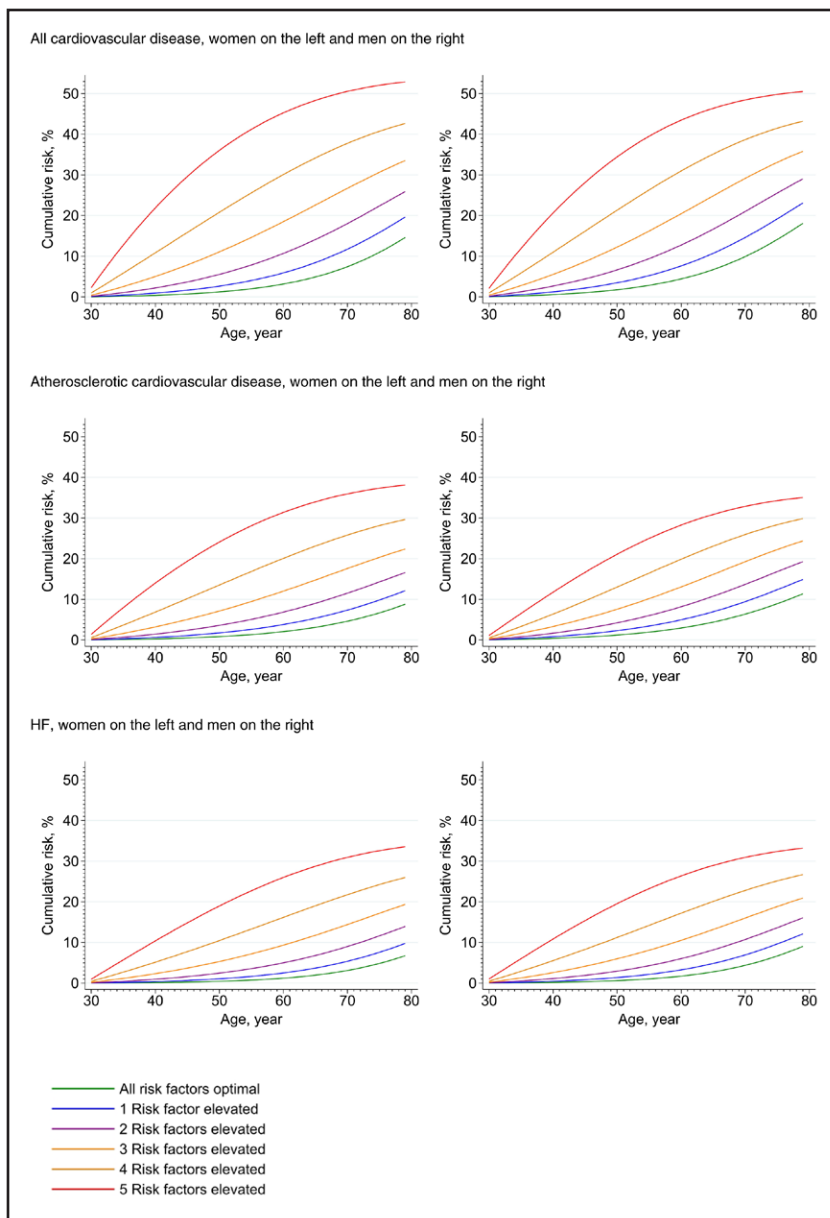 All cardiovascular disease, women on the left and men on the right
Cumulative risk, %
50
40
30
20
10
0
30 40 50 60 70 80
Age, year
Cumulative risk, %
50
40
30
20
10
0
30 40 50 60 70 80
Age, year
Atherosclerotic cardiovascular disease, women on the left and men on the right
Cumulative risk, %
50
40
30
20
10
0
30 40 50 60 70 80
Age, year
Cumulative risk, %
50
40
30
20
10
0
30 40 50 60 70 80
Age, year
HF, women on the left and men on the right
Cumulative risk, %
50
40
30
20
10
0
30 40 50 60 70 80
Age, year
Cumulative risk, %
50
40
30
20
10
0
30 40 50 60 70 80
Age, year
All risk factors optimal
1 Risk factor elevated
2 Risk factors elevated
3 Risk factors elevated
4 Risk factors elevated
5 Risk factors elevated